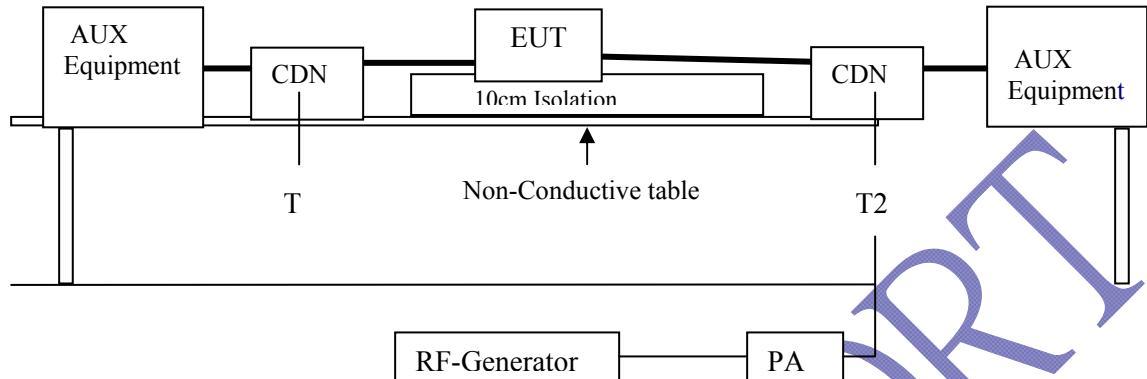 AUX
Equipment
CDN
EUT
10cm Isolation
CDN
AUX
Equipment
T
Non-Conductive table
T2
RF-Generator
PA